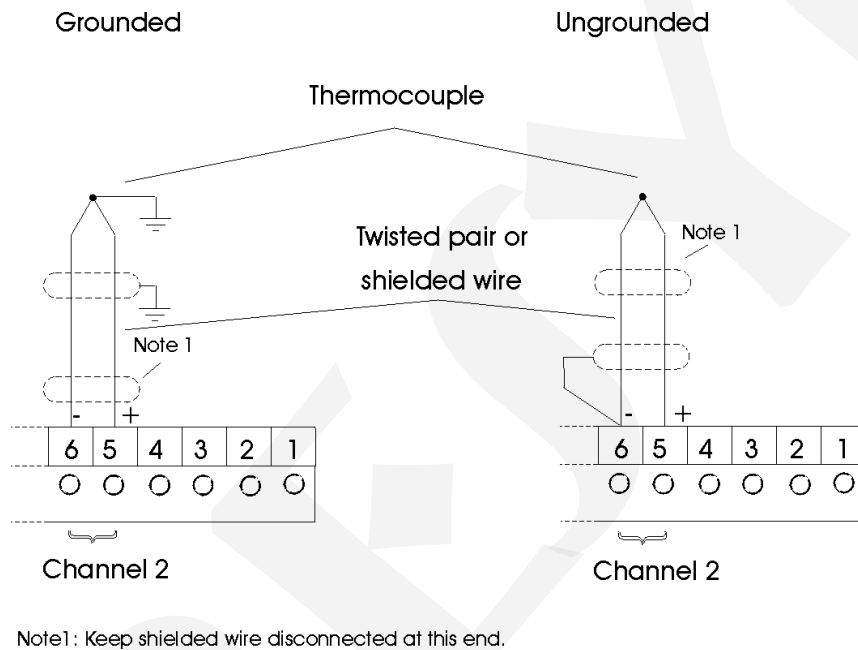 Grounded
Ungrounded
Thermocouple
Twisted pair or
shielded wire
Note 1
Note 1
- +
- +
6 5 4 3 2 1
6 5 4 3 2 1
Channel 2
Channel 2
Note1: Keep shielded wire disconnected at this end.